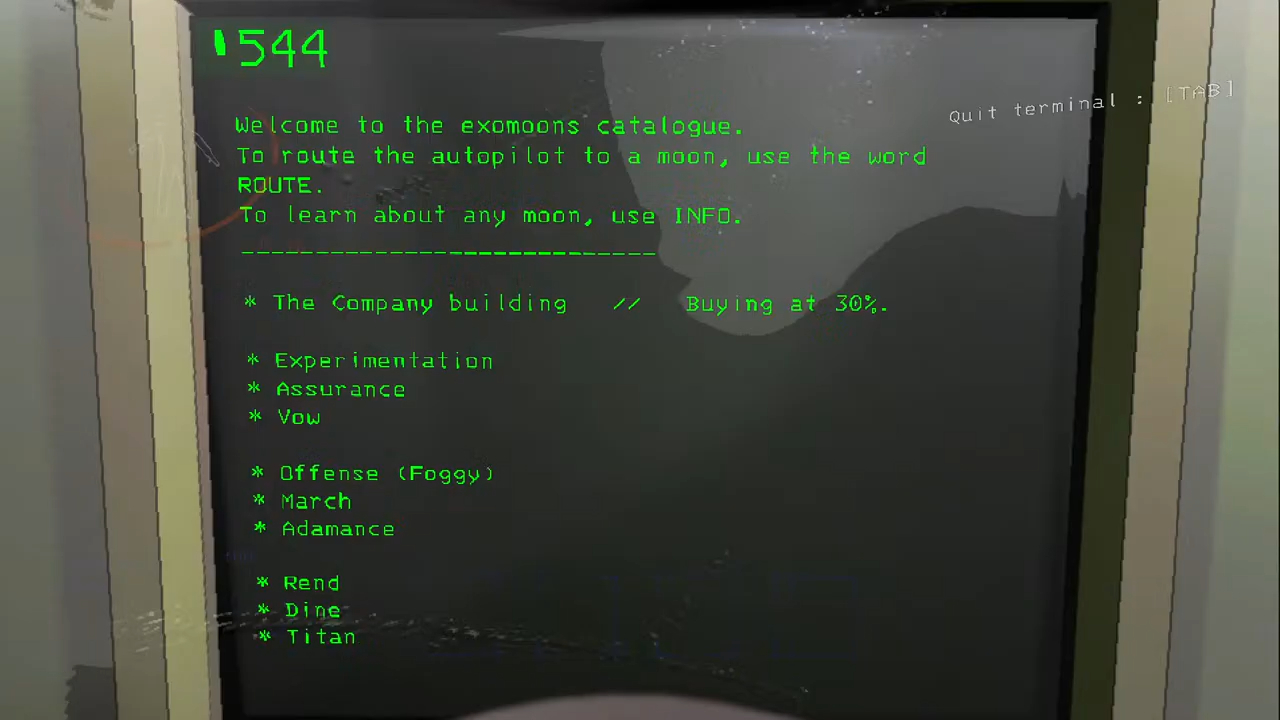 ▮544
Quit terminal : [TAB]
Welcome to the exomoons catalogue.
To route the autopilot to a moon, use the word
ROUTE.
To learn about any moon, use INFO.
----------------------------
* The Company building // Buying at 30%.
* Experimentation
* Assurance
* Vow
* Offense (Foggy)
* March
* Adamance
* Rend
* Dine
* Titan